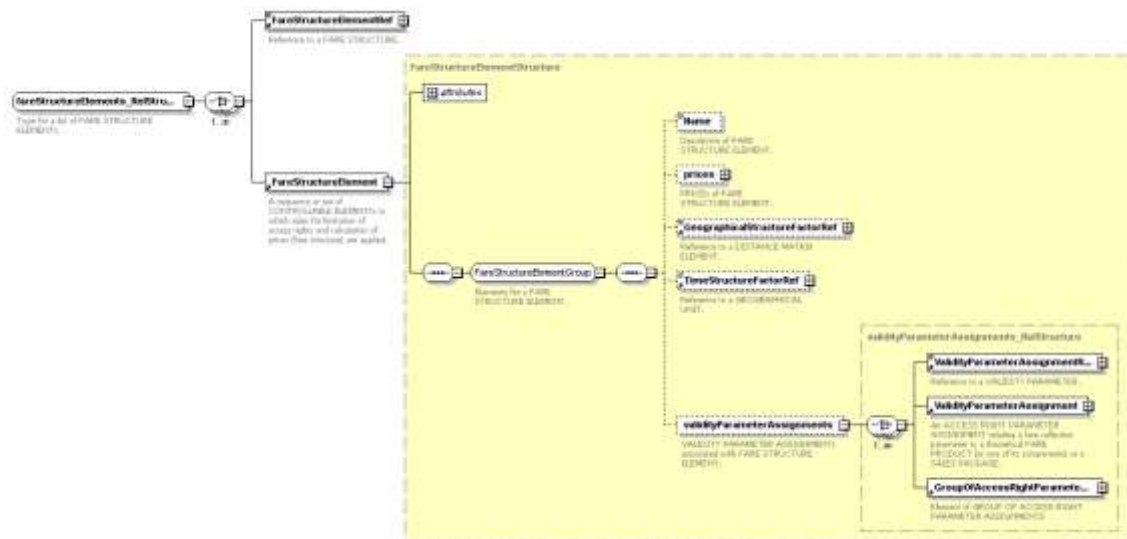 FareStructureElementRef
Reference to a FARE STRUCTURE.
FareStructureElementStructure
attributes
fareStructureElements_RelStru...
Type for a list of FARE STRUCTURE
ELEMENTs.
1..∞
Name
Description of FARE
STRUCTURE ELEMENT.
prices
PRICEs of FARE
STRUCTURE ELEMENT.
FareStructureElement
A sequence or set of
CONTROLLABLE ELEMENTs to
which rules for limitation of
access rights and calculation of
prices (fare structure) are applied.
GeographicalStructureFactorRef
Reference to a DISTANCE MATRIX
ELEMENT.
FareStructureElementGroup
Elements for a FARE
STRUCTURE ELEMENT.
TimeStructureFactorRef
Reference to a GEOGRAPHICAL
UNIT.
validityParameterAssignments_RelStructure
ValidityParameterAssignmentR...
Reference to a VALIDITY PARAMETER.
validityParameterAssignments
VALIDITY PARAMETER ASSIGNMENTs
associated with FARE STRUCTURE
ELEMENT.
1..∞
ValidityParameterAssignment
An ACCESS RIGHT PARAMETER
ASSIGNMENT relating a fare collection
parameter to a theoretical FARE
PRODUCT (or one of its components) or a
SALES PACKAGE.
GroupOfAccessRightParamete...
Element of GROUP OF ACCESS RIGHT
PARAMETER ASSIGNMENTS